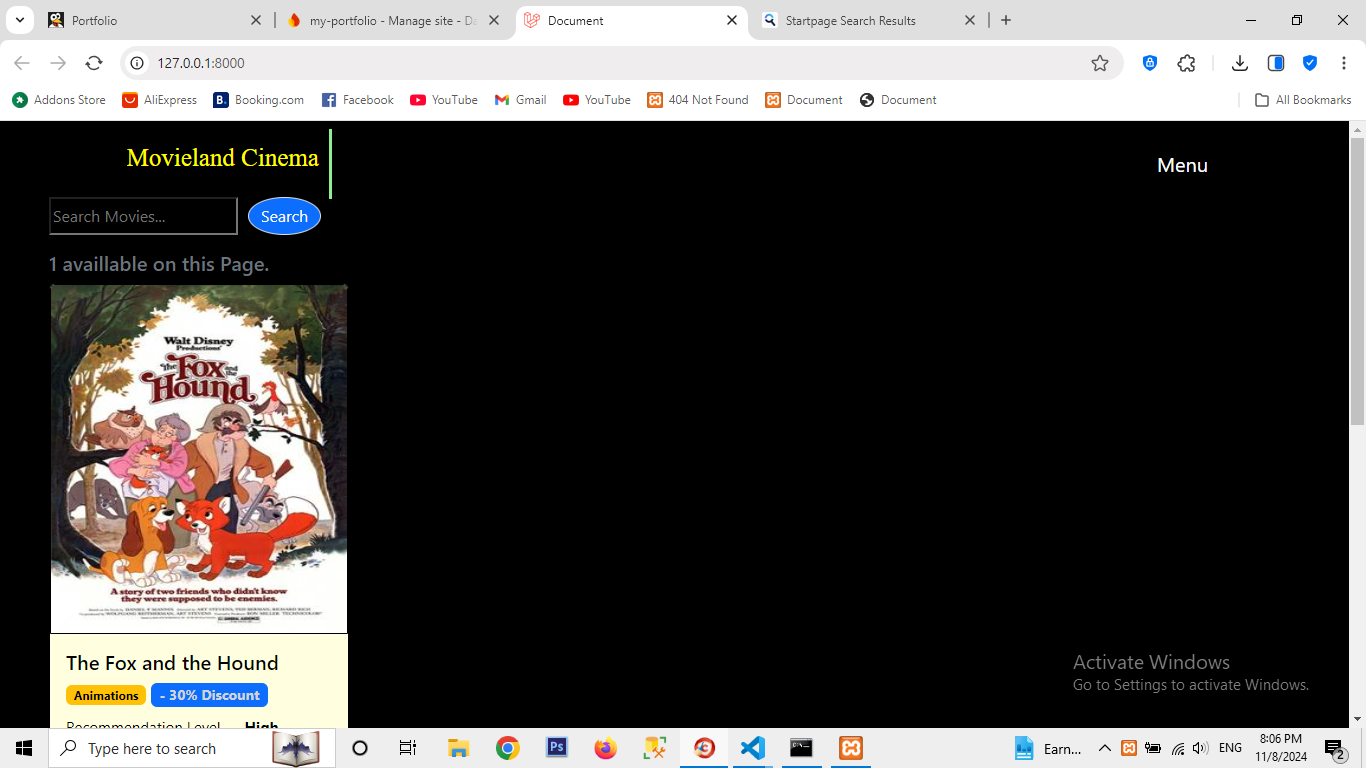 Portfolio
my-portfolio - Manage site - Da
Document
Startpage Search Results
127.0.0.1:8000
Addons Store
AliExpress
B.
Booking.com
Facebook
YouTube
Gmail
YouTube
404 Not Found
Document
Document
All Bookmarks
Movieland Cinema
Menu
Search Movies...
Search
1 availlable on this Page.
WALT DISNEY
Productions'
The Fox and the
Hound
A story of two friends who didn't know
they were supposed to be enemies.
The Fox and the Hound
Animations
- 30% Discount
Recommendation Level
High
Activate Windows
Go to Settings to activate Windows.
Type here to search
Ps
Earn...
ENG
8:06 PM
11/8/2024
2